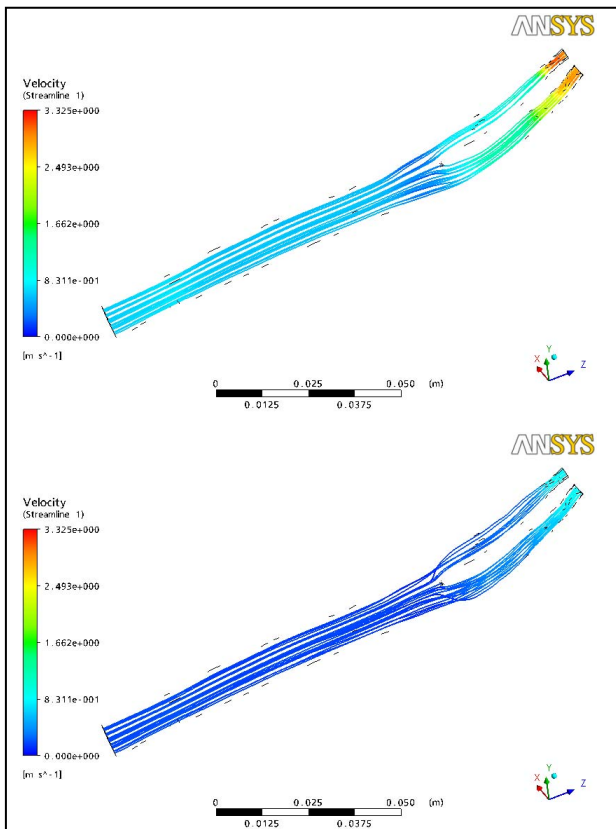 ANSYS
Velocity
(Streamline 1)
3.325e+000
2.493e+000
1.662e+000
8.311e-001
0.000e+000
[m s^-1]
X Y Z
0 0.025 0.050 (m)
0.0125 0.0375
ANSYS
Velocity
(Streamline 1)
3.325e+000
2.493e+000
1.662e+000
8.311e-001
0.000e+000
[m s^-1]
X Y Z
0 0.025 0.050 (m)
0.0125 0.0375